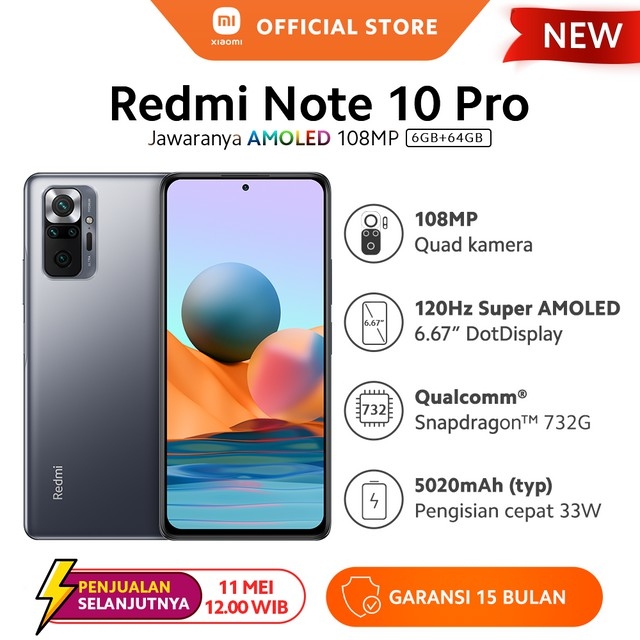 mi
xiaomi
OFFICIAL STORE
NEW
Redmi Note 10 Pro
Jawaranya AMOLED 108MP 6GB+64GB
108MP
Quad kamera
120Hz Super AMOLED
6.67”
6.67” DotDisplay
Qualcomm®
732
Snapdragon™ 732G
5020mAh (typ)
Pengisian cepat 33W
Redmi
PENJUALAN
SELANJUTNYA
11 MEI
12.00 WIB
GARANSI 15 BULAN